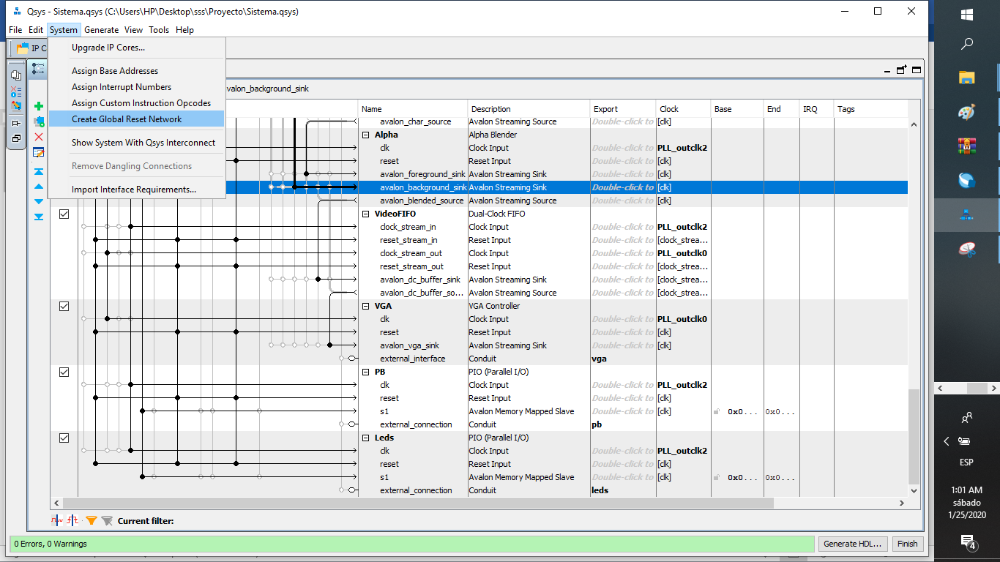 Qsys - Sistema.qsys (C:\Users\HP\Desktop\sss\Proyecto\Sistema.qsys)
File Edit System Generate View Tools Help
IP C
Upgrade IP Cores...
Assign Base Addresses
Assign Interrupt Numbers
Assign Custom Instruction Opcodes
Create Global Reset Network
Show System With Qsys Interconnect
Remove Dangling Connections
Import Interface Requirements...
valon_background_sink
Name Description Export Clock Base End IRQ Tags
avalon_char_source Avalon Streaming Source Double-click to [clk]
Alpha Alpha Blender
clk Clock Input Double-click to PLL_outclk2
reset Reset Input Double-click to [clk]
avalon_foreground_sink Avalon Streaming Sink Double-click to [clk]
avalon_background_sink Avalon Streaming Sink Double-click to [clk]
avalon_blended_source Avalon Streaming Source Double-click to [clk]
VideoFIFO Dual-Clock FIFO
clock_stream_in Clock Input Double-click to PLL_outclk2
reset_stream_in Reset Input Double-click to [clock_strea...
clock_stream_out Clock Input Double-click to PLL_outclk0
reset_stream_out Reset Input Double-click to [clock_strea...
avalon_dc_buffer_sink Avalon Streaming Sink Double-click to [clock_strea...
avalon_dc_buffer_so... Avalon Streaming Source Double-click to [clock_strea...
VGA VGA Controller
clk Clock Input Double-click to PLL_outclk0
reset Reset Input Double-click to [clk]
avalon_vga_sink Avalon Streaming Sink Double-click to [clk]
external_interface Conduit vga
PB PIO (Parallel I/O)
clk Clock Input Double-click to PLL_outclk2
reset Reset Input Double-click to [clk]
s1 Avalon Memory Mapped Slave Double-click to [clk] 0x0... 0x0...
external_connection Conduit pb
Leds PIO (Parallel I/O)
clk Clock Input Double-click to PLL_outclk2
reset Reset Input Double-click to [clk]
s1 Avalon Memory Mapped Slave Double-click to [clk] 0x0... 0x0...
external_connection Conduit leds
Current filter:
0 Errors, 0 Warnings
Generate HDL... Finish
ESP
1:01 AM
sábado
1/25/2020
4